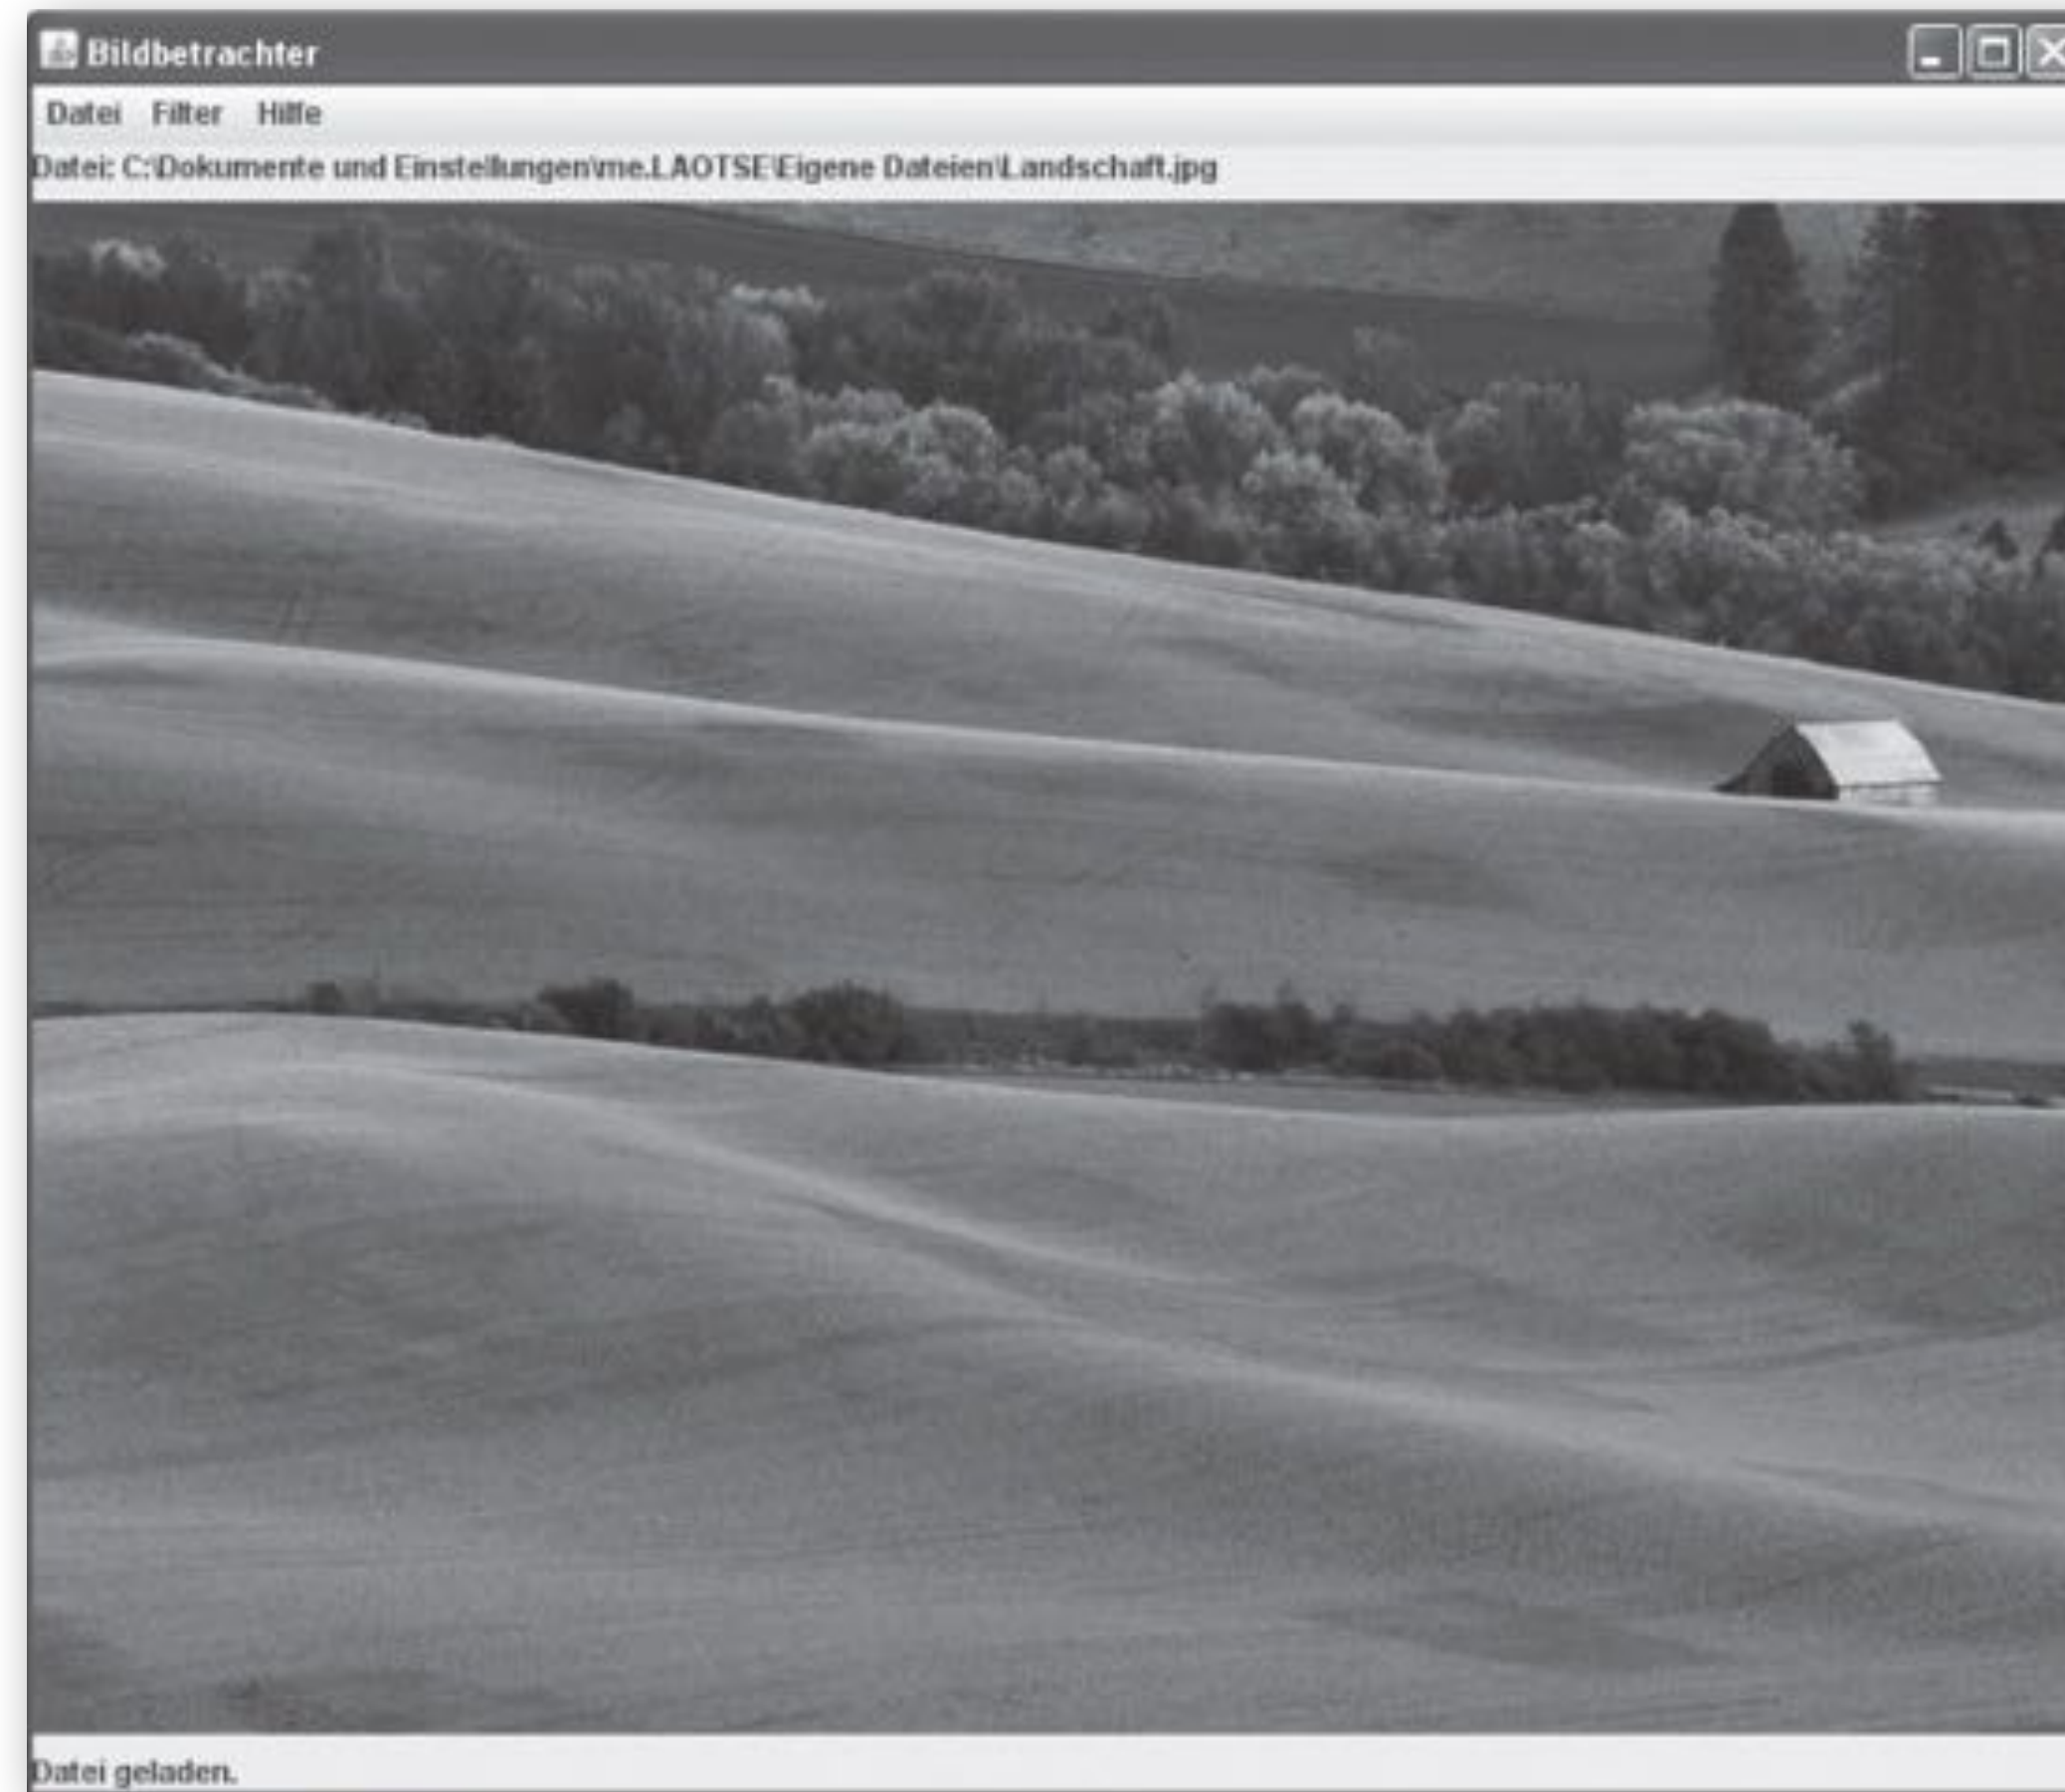 Bildbetrachter
Datei Filter Hilfe
Datei: C:\Dokumente und Einstellungen\me.LAOTSE\Eigene Dateien\Landschaft.jpg
Datei geladen.